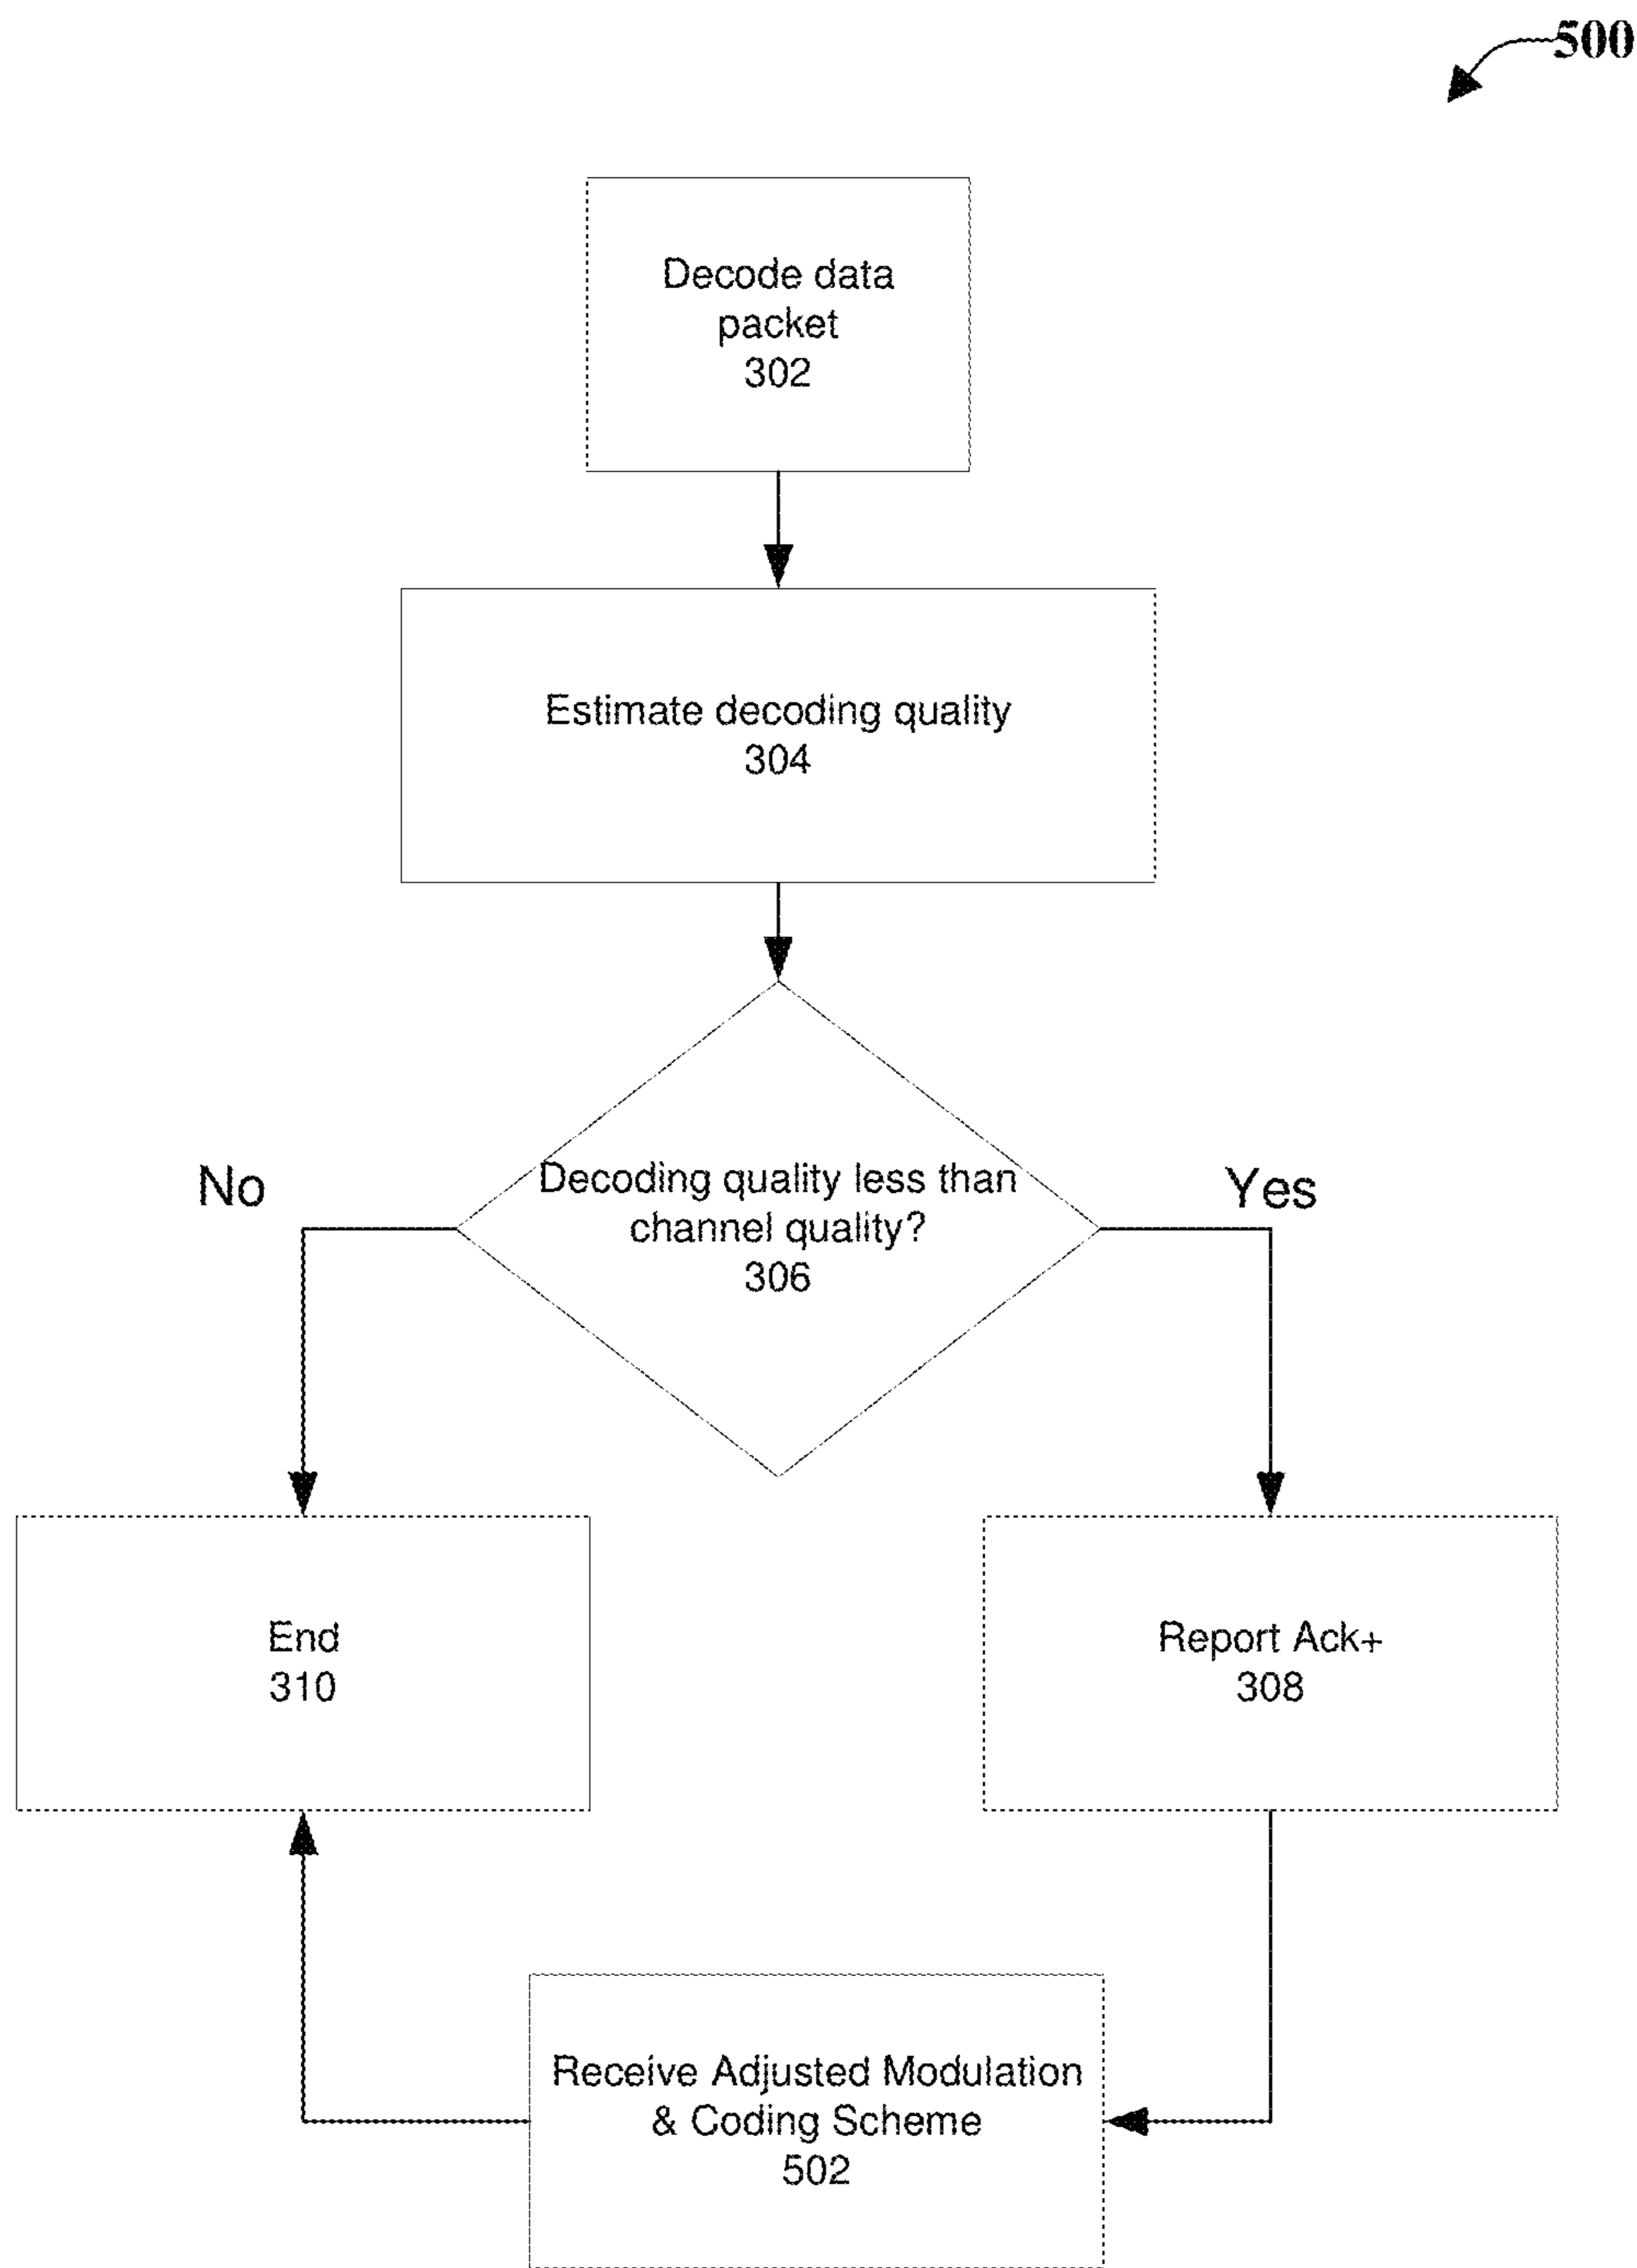 500
Decode data
packet
302
Estimate decoding quality
304
No
Decoding quality less than
channel quality?
306
Yes
End
310
Report Ack+
308
Receive Adjusted Modulation
& Coding Scheme
502